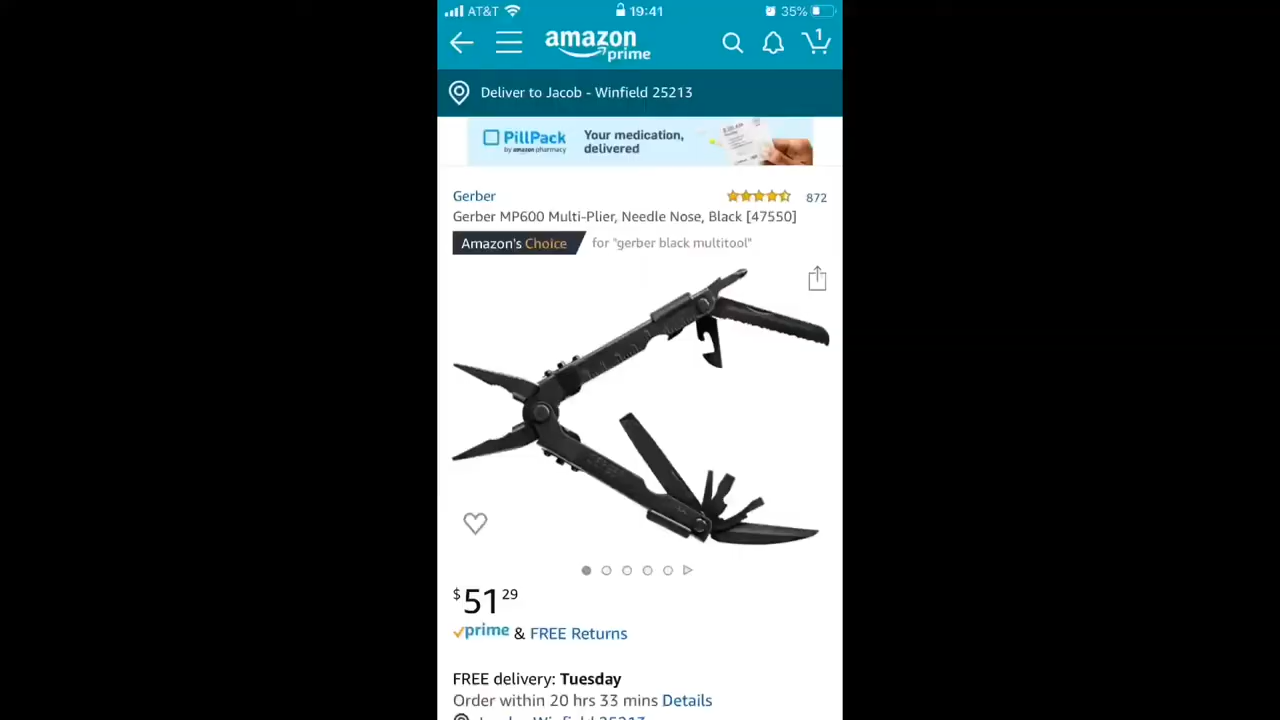 AT&T 19:41 35%
amazon prime 1
Deliver to Jacob - Winfield 25213
PillPack by amazon pharmacy
Your medication, delivered
Gerber 872
Gerber MP600 Multi-Plier, Needle Nose, Black [47550]
Amazon's Choice for "gerber black multitool"
$51 29
prime & FREE Returns
FREE delivery: Tuesday
Order within 20 hrs 33 mins Details
Winfield 25213